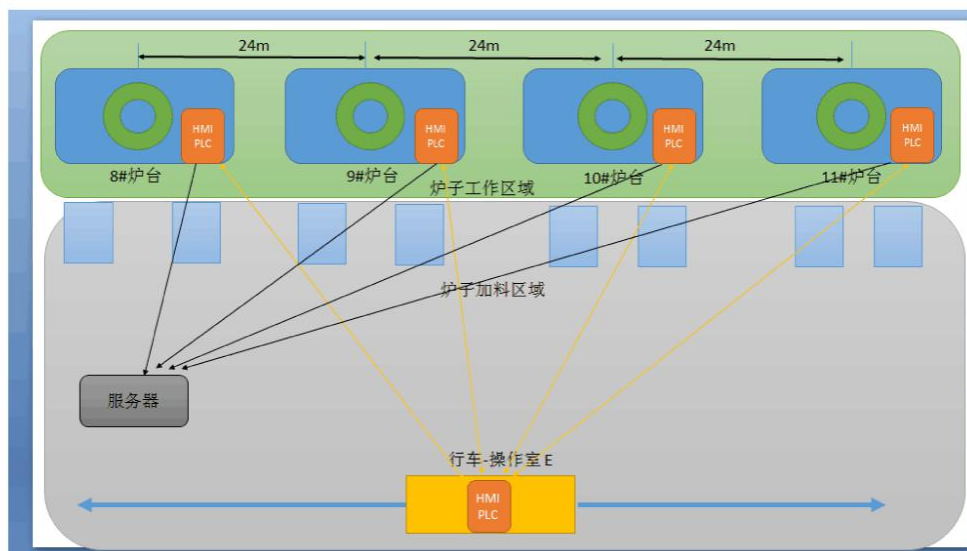 24m
24m
24m
HMI
PLC
HMI
PLC
HMI
PLC
HMI
PLC
8#炉台
9#炉台
10#炉台
11#炉台
炉子工作区域
炉子加料区域
服务器
行车-操作室E
HMI
PLC